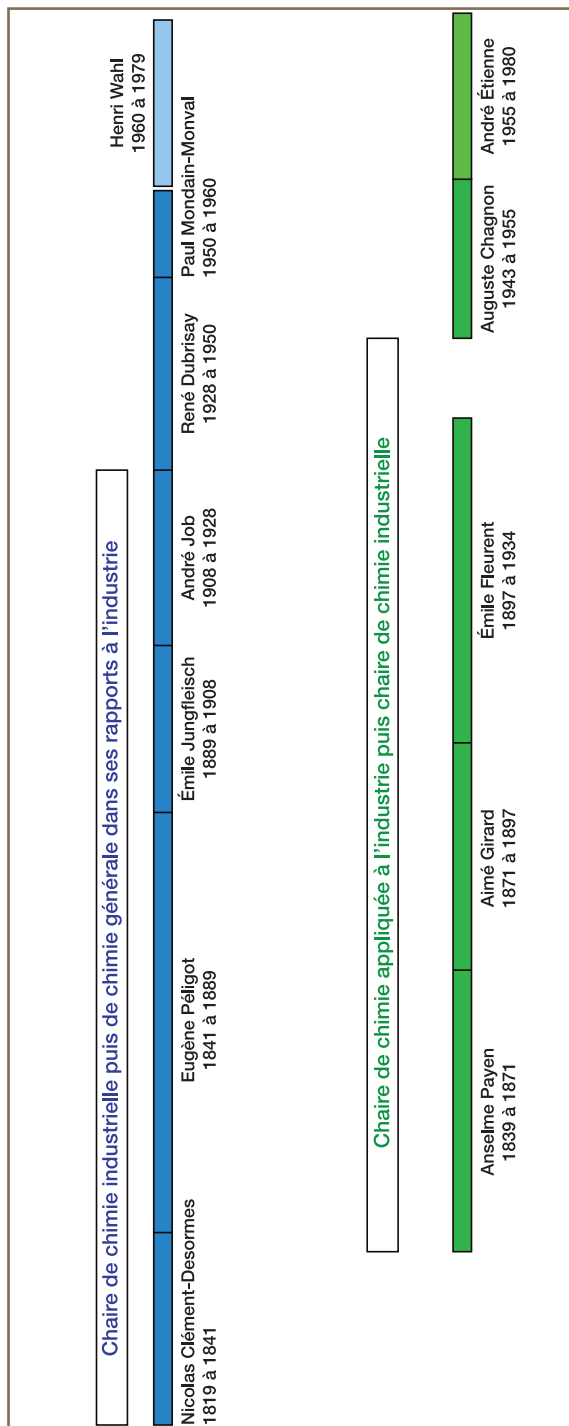 Chaire de chimie industrielle puis de chimie générale dans ses rapports à l'industrie
Nicolas Clément-Desormes
1819 à 1841
Eugène Péligot
1841 à 1889
Émile Jungfleisch
1889 à 1908
André Job
1908 à 1928
René Dubrisay
1928 à 1950
Paul Mondain-Monval
1950 à 1960
Henri Wahl
1960 à 1979
Chaire de chimie appliquée à l'industrie puis chaire de chimie industrielle
Anselme Payen
1839 à 1871
Aimé Girard
1871 à 1897
Émile Fleurent
1897 à 1934
Auguste Chagnon
1943 à 1955
André Étienne
1955 à 1980